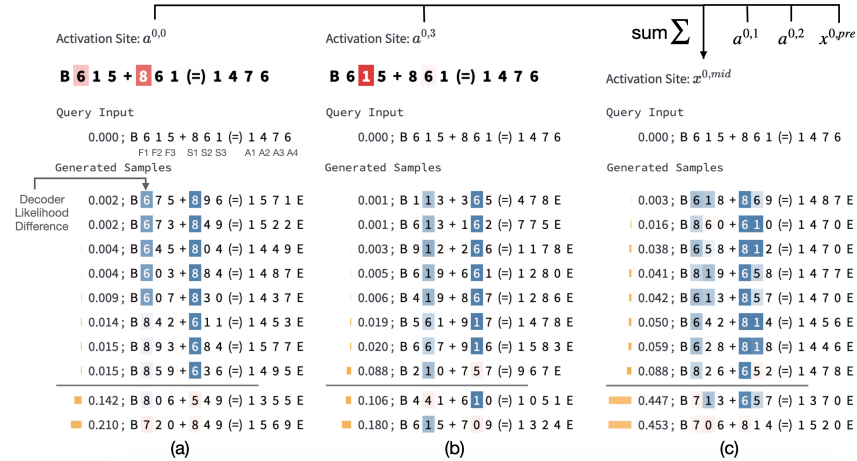 sum∑ a^{0,1} a^{0,2} x^{0,pre}
Activation Site: a^{0,0}
B 6 1 5 + 8 6 1 (=) 1 4 7 6
Query Input
0.000; B 6 1 5 + 8 6 1 (=) 1 4 7 6
F1 F2 F3 S1 S2 S3 A1 A2 A3 A4
Generated Samples
Decoder
Likelihood
Difference
0.002; B 6 7 5 + 8 9 6 (=) 1 5 7 1 E
0.002; B 6 7 3 + 8 4 9 (=) 1 5 2 2 E
0.004; B 6 4 5 + 8 0 4 (=) 1 4 4 9 E
0.004; B 6 0 3 + 8 8 4 (=) 1 4 8 7 E
0.009; B 6 0 7 + 8 3 0 (=) 1 4 3 7 E
0.014; B 8 4 2 + 6 1 1 (=) 1 4 5 3 E
0.015; B 8 9 3 + 6 8 4 (=) 1 5 7 7 E
0.015; B 8 5 9 + 6 3 6 (=) 1 4 9 5 E
0.142; B 8 0 6 + 5 4 9 (=) 1 3 5 5 E
0.210; B 7 2 0 + 8 4 9 (=) 1 5 6 9 E
(a)
Activation Site: a^{0,3}
B 6 1 5 + 8 6 1 (=) 1 4 7 6
Query Input
0.000; B 6 1 5 + 8 6 1 (=) 1 4 7 6
Generated Samples
0.001; B 1 1 3 + 3 6 5 (=) 4 7 8 E
0.001; B 6 1 3 + 1 6 2 (=) 7 7 5 E
0.003; B 9 1 2 + 2 6 6 (=) 1 1 7 8 E
0.005; B 6 1 9 + 6 6 1 (=) 1 2 8 0 E
0.006; B 4 1 9 + 8 6 7 (=) 1 2 8 6 E
0.019; B 5 6 1 + 9 1 7 (=) 1 4 7 8 E
0.020; B 6 6 7 + 9 1 6 (=) 1 5 8 3 E
0.088; B 2 1 0 + 7 5 7 (=) 9 6 7 E
0.106; B 4 4 1 + 6 1 0 (=) 1 0 5 1 E
0.180; B 6 1 5 + 7 0 9 (=) 1 3 2 4 E
(b)
Activation Site: x^{0,mid}
Query Input
0.000; B 6 1 5 + 8 6 1 (=) 1 4 7 6
Generated Samples
0.003; B 6 1 8 + 8 6 9 (=) 1 4 8 7 E
0.016; B 8 6 0 + 6 1 0 (=) 1 4 7 0 E
0.038; B 6 5 8 + 8 1 2 (=) 1 4 7 0 E
0.041; B 8 1 9 + 6 5 8 (=) 1 4 7 7 E
0.042; B 6 1 3 + 8 5 7 (=) 1 4 7 0 E
0.050; B 6 4 2 + 8 1 4 (=) 1 4 5 6 E
0.059; B 6 2 8 + 8 1 8 (=) 1 4 4 6 E
0.088; B 8 2 6 + 6 5 2 (=) 1 4 7 8 E
0.447; B 7 1 3 + 6 5 7 (=) 1 3 7 0 E
0.453; B 7 0 6 + 8 1 4 (=) 1 5 2 0 E
(c)